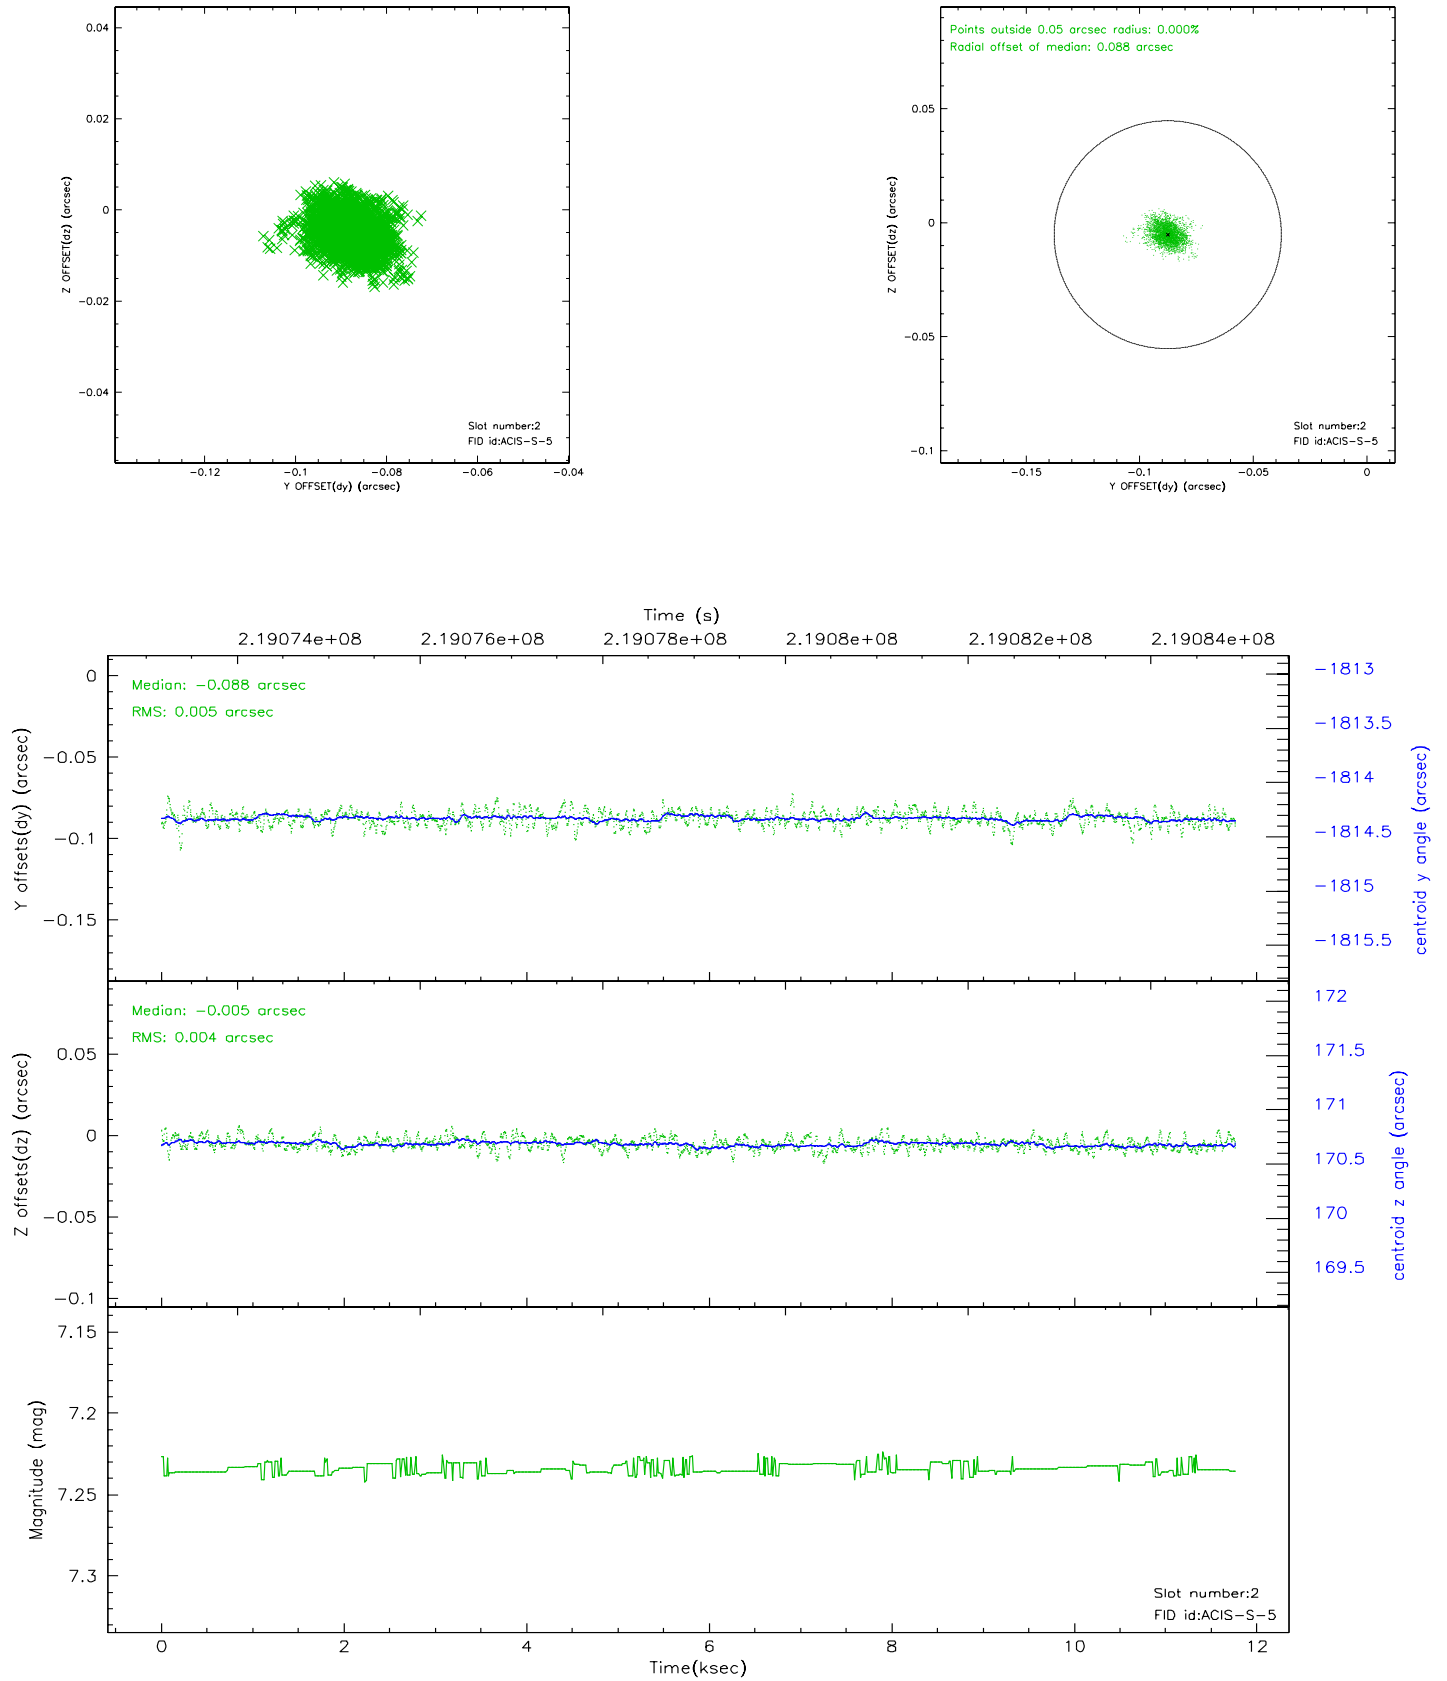 0.04
0.02
0
−0.02
−0.04
Z OFFSET(dz) (arcsec)
Slot number:2
FID id:ACIS−S−5
−0.12
−0.1
−0.08
−0.06
−0.04
Y OFFSET(dy) (arcsec)
Points outside 0.05 arcsec radius: 0.000%
Radial offset of median: 0.088 arcsec
0.05
0
−0.05
−0.1
Z OFFSET(dz) (arcsec)
Slot number:2
FID id:ACIS−S−5
−0.15
−0.1
−0.05
0
Y OFFSET(dy) (arcsec)
Time (s)
2.19074e+08
2.19076e+08
2.19078e+08
2.1908e+08
2.19082e+08
2.19084e+08
Median: −0.088 arcsec
RMS: 0.005 arcsec
0
−0.05
−0.1
−0.15
Y offsets(dy) (arcsec)
−1813
−1813.5
−1814
−1814.5
−1815
−1815.5
centroid y angle (arcsec)
Median: −0.005 arcsec
RMS: 0.004 arcsec
0.05
0
−0.05
−0.1
Z offsets(dz) (arcsec)
172
171.5
171
170.5
170
169.5
centroid z angle (arcsec)
7.15
7.2
7.25
7.3
Magnitude (mag)
Slot number:2
FID id:ACIS−S−5
0
2
4
6
8
10
12
Time(ksec)